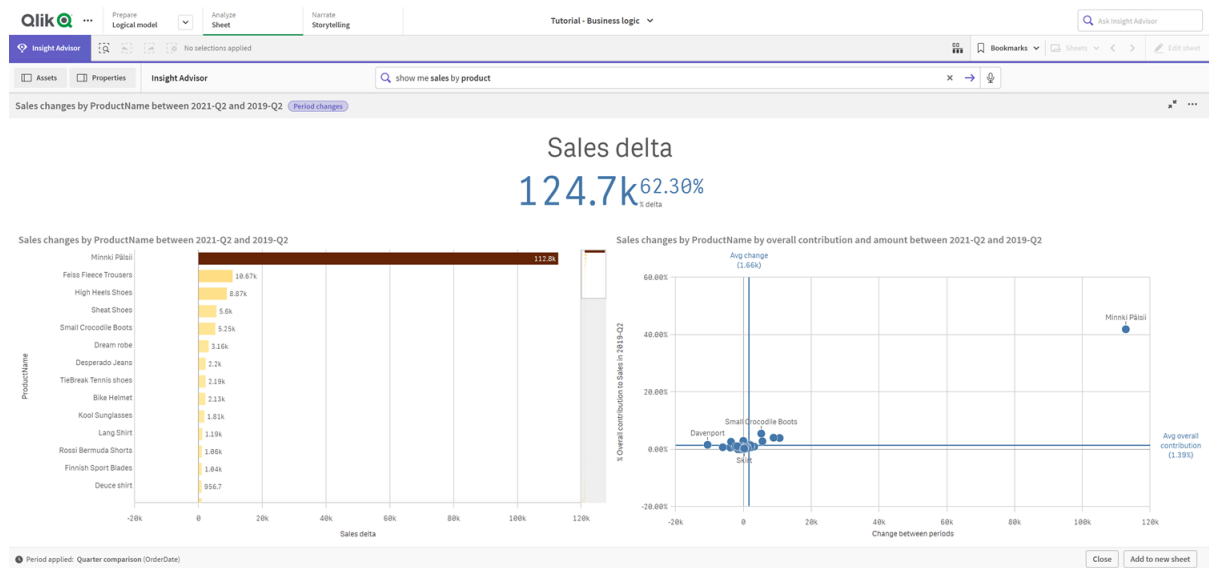 Qlik
Prepare
Logical model
Analyze
Sheet
Narrate
Storytelling
Tutorial - Business logic
Ask Insight Advisor
Insight Advisor
No selections applied
Bookmarks
Sheets
Edit sheet
Assets
Properties
Insight Advisor
show me sales by product
Sales changes by ProductName between 2021-Q2 and 2019-Q2
Period changes
Sales delta
124.7k
62.30%
% delta
Sales changes by ProductName between 2021-Q2 and 2019-Q2
ProductName
Minnki Pälsii 112.8k
Feiss Fleece Trousers 10.67k
High Heels Shoes 8.87k
Sheat Shoes 5.6k
Small Crocodile Boots 5.25k
Dream robe 3.16k
Desperado Jeans 2.2k
TieBreak Tennis shoes 2.19k
Bike Helmet 2.13k
Kool Sunglasses 1.81k
Lang Shirt 1.19k
Rossi Bermuda Shorts 1.06k
Finnish Sport Blades 1.04k
Deuce shirt 956.7
-20k 0 20k 40k 60k 80k 100k 120k
Sales delta
Sales changes by ProductName by overall contribution and amount between 2021-Q2 and 2019-Q2
Avg change
(1.66k)
% Overall contribution to Sales in 2019-Q2
60.00%
Minnki Pälsii
40.00%
20.00%
Small Crocodile Boots
Davenport
Avg overall
contribution
(1.39%)
0.00%
Skirt
-20.00%
-20k 0 20k 40k 60k 80k 100k 120k
Change between periods
Period applied: Quarter comparison (OrderDate)
Close
Add to new sheet